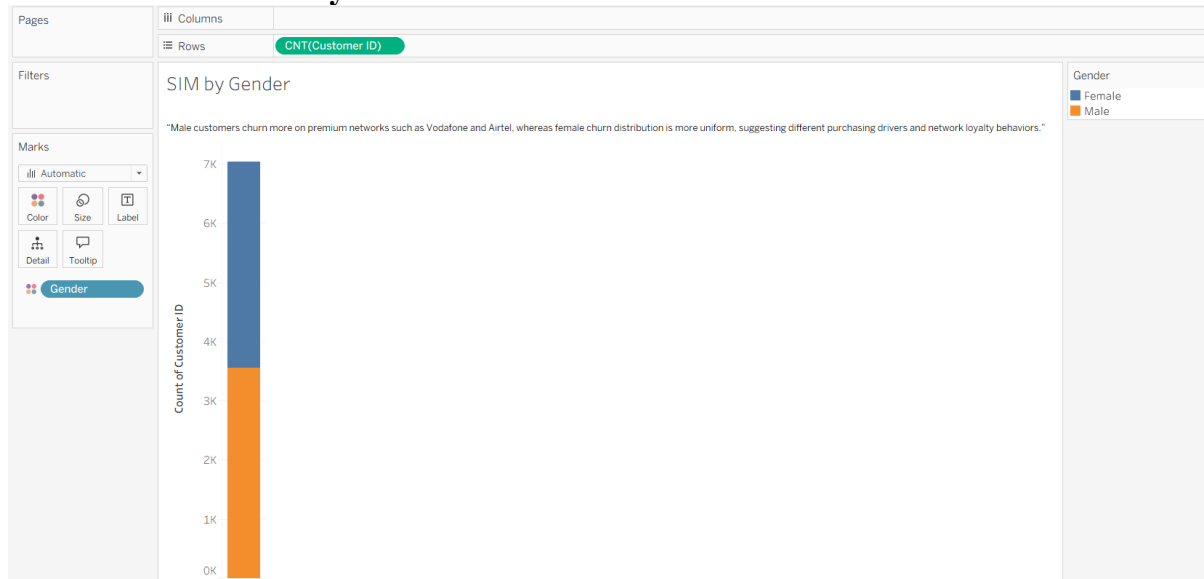 Pages
Columns
Rows
CNT(Customer ID)
Filters
Marks
Automatic
Color
Size
Label
Detail
Tooltip
Gender
SIM by Gender
"Male customers churn more on premium networks such as Vodafone and Airtel, whereas female churn distribution is more uniform, suggesting different purchasing drivers and network loyalty behaviors."
Count of Customer ID
7K
6K
5K
4K
3K
2K
1K
0K
Gender
Female
Male